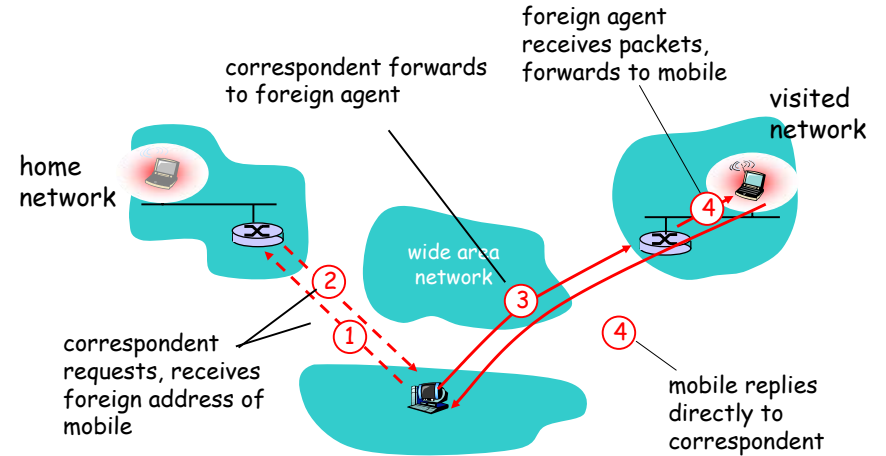 foreign agent
receives packets,
forwards to mobile
correspondent forwards
to foreign agent
visited
network
home
network
4
wide area
network
2
3
1
4
correspondent
requests, receives
foreign address of
mobile
mobile replies
directly to
correspondent